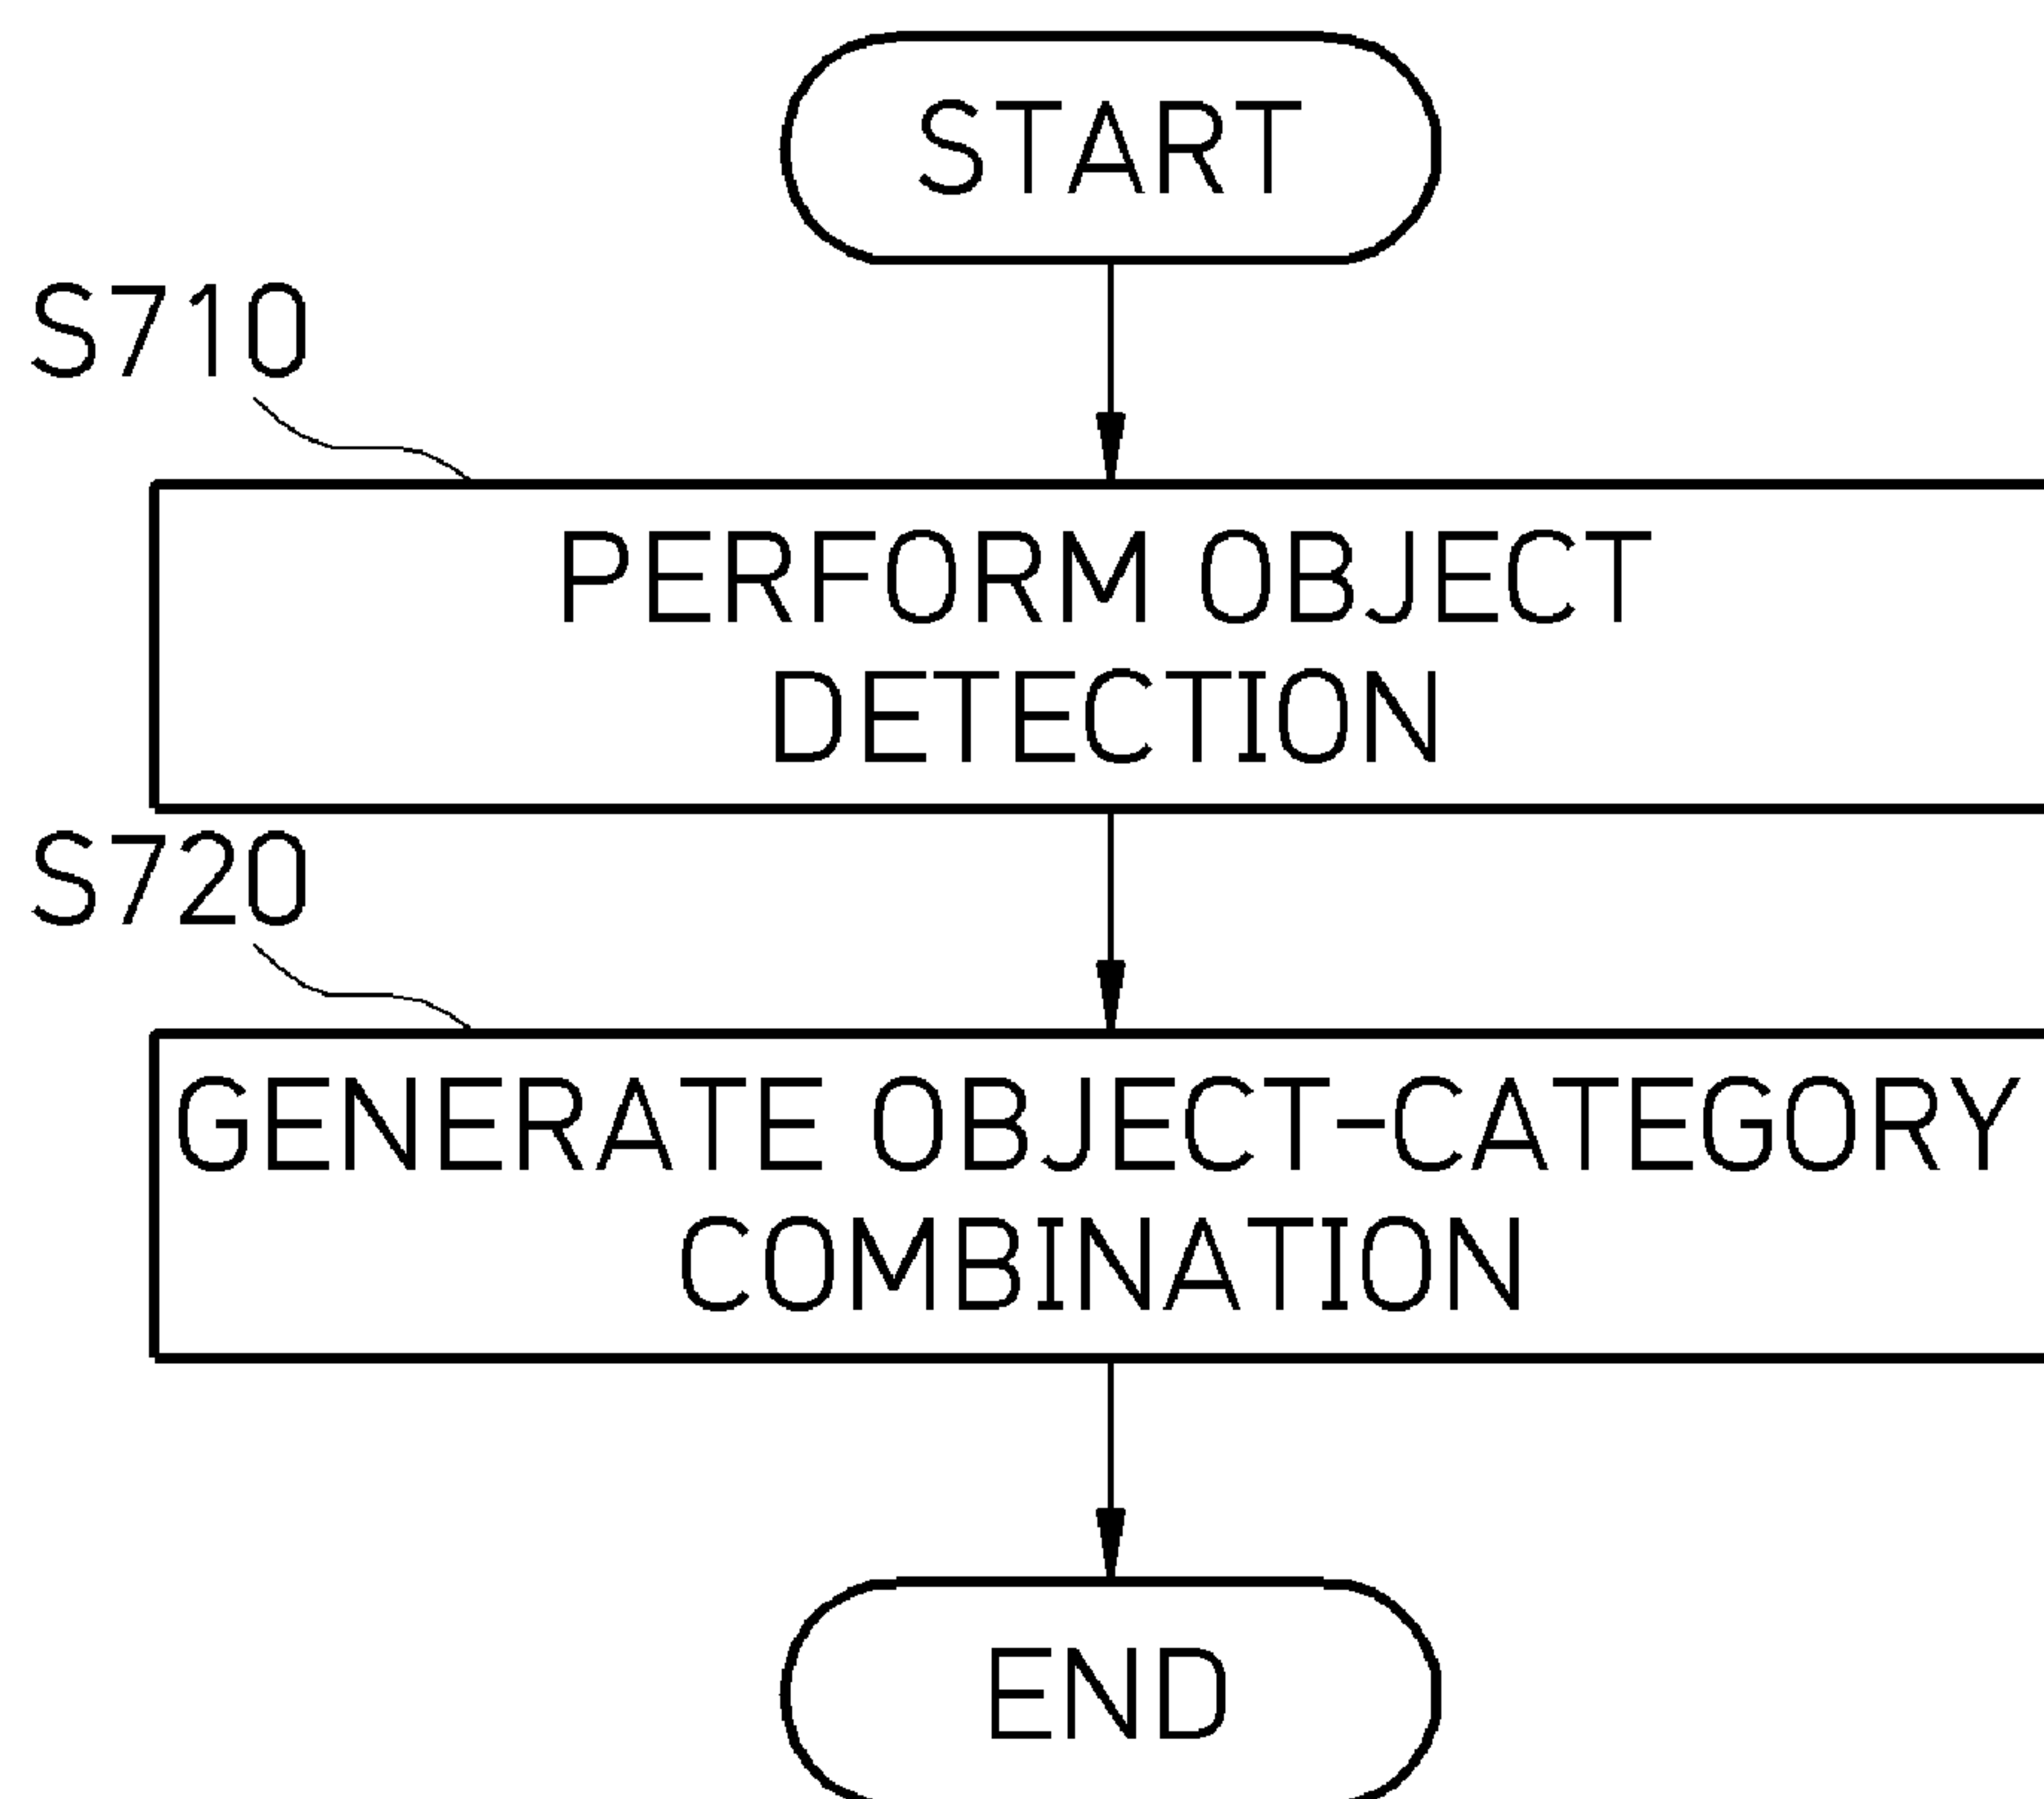 START
S710
PERFORM OBJECT
DETECTION
S720
GENERATE OBJECT-CATEGORY
COMBINATION
END